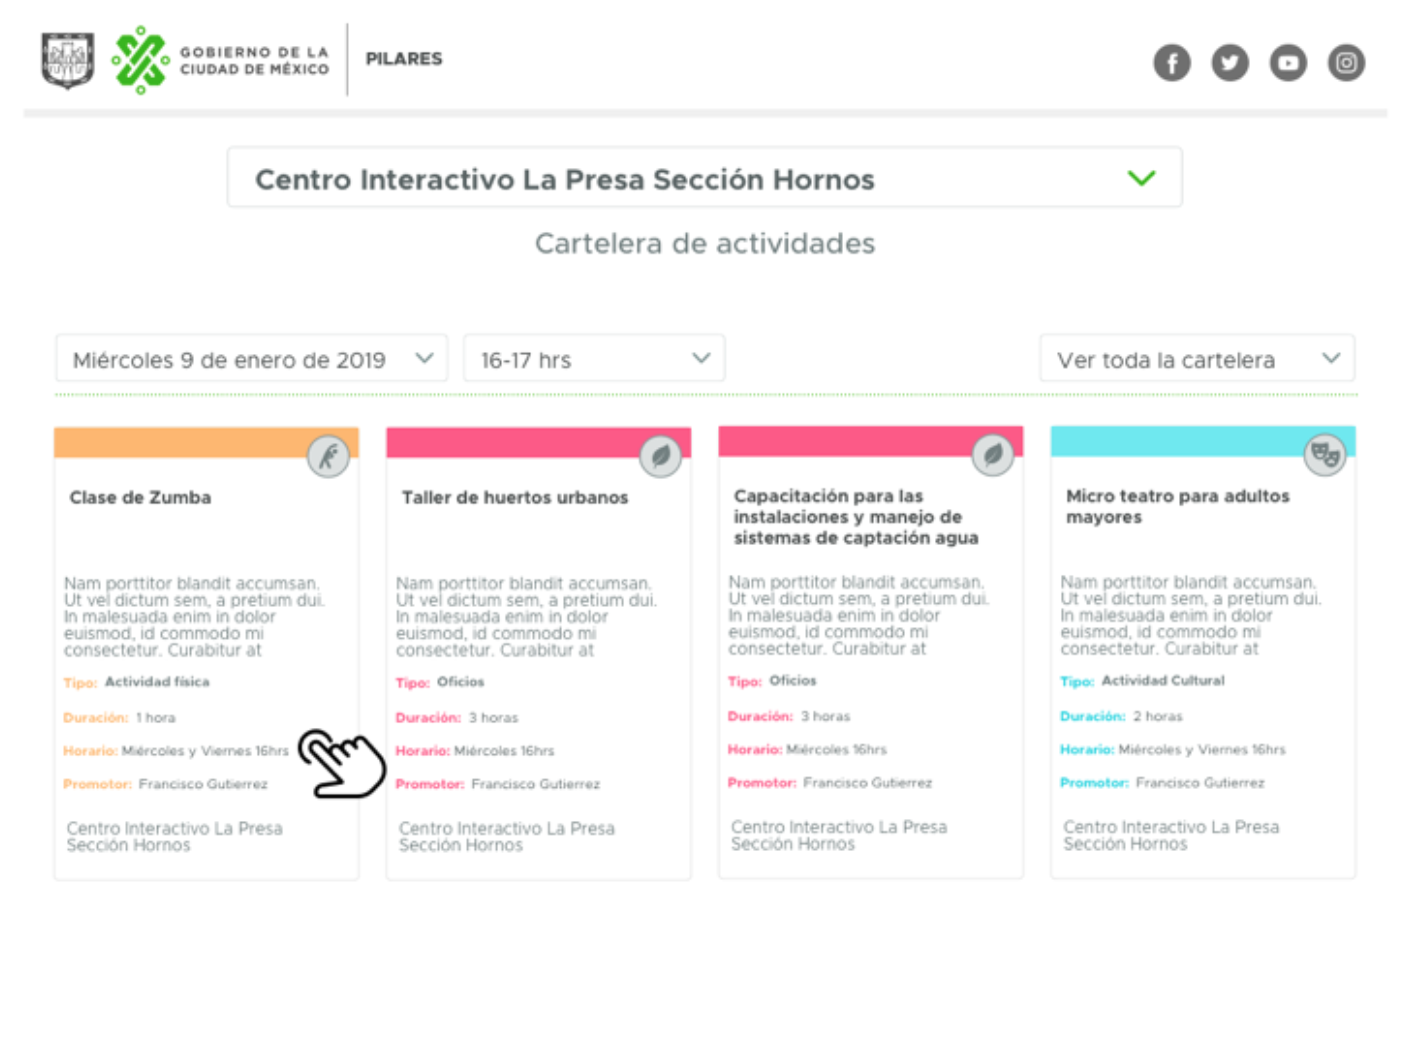 GOBIERNO DE LA
CIUDAD DE MÉXICO
PILARES
Centro Interactivo La Presa Sección Hornos
Cartelera de actividades
Miércoles 9 de enero de 2019
16-17 hrs
Ver toda la cartelera
Clase de Zumba
Nam porttitor blandit accumsan.
Ut vel dictum sem, a pretium dui.
In malesuada enim in dolor
euismod, id commodo mi
consectetur. Curabitur at
Tipo: Actividad física
Duración: 1 hora
Horario: Miércoles y Viernes 16hrs
Promotor: Francisco Gutierrez
Centro Interactivo La Presa
Sección Hornos
Taller de huertos urbanos
Nam porttitor blandit accumsan.
Ut vel dictum sem, a pretium dui.
In malesuada enim in dolor
euismod, id commodo mi
consectetur. Curabitur at
Tipo: Oficios
Duración: 3 horas
Horario: Miércoles 16hrs
Promotor: Francisco Gutierrez
Centro Interactivo La Presa
Sección Hornos
Capacitación para las
instalaciones y manejo de
sistemas de captación agua
Nam porttitor blandit accumsan.
Ut vel dictum sem, a pretium dui.
In malesuada enim in dolor
euismod, id commodo mi
consectetur. Curabitur at
Tipo: Oficios
Duración: 3 horas
Horario: Miércoles 16hrs
Promotor: Francisco Gutierrez
Centro Interactivo La Presa
Sección Hornos
Micro teatro para adultos
mayores
Nam porttitor blandit accumsan.
Ut vel dictum sem, a pretium dui.
In malesuada enim in dolor
euismod, id commodo mi
consectetur. Curabitur at
Tipo: Actividad Cultural
Duración: 2 horas
Horario: Miércoles y Viernes 16hrs
Promotor: Francisco Gutierrez
Centro Interactivo La Presa
Sección Hornos